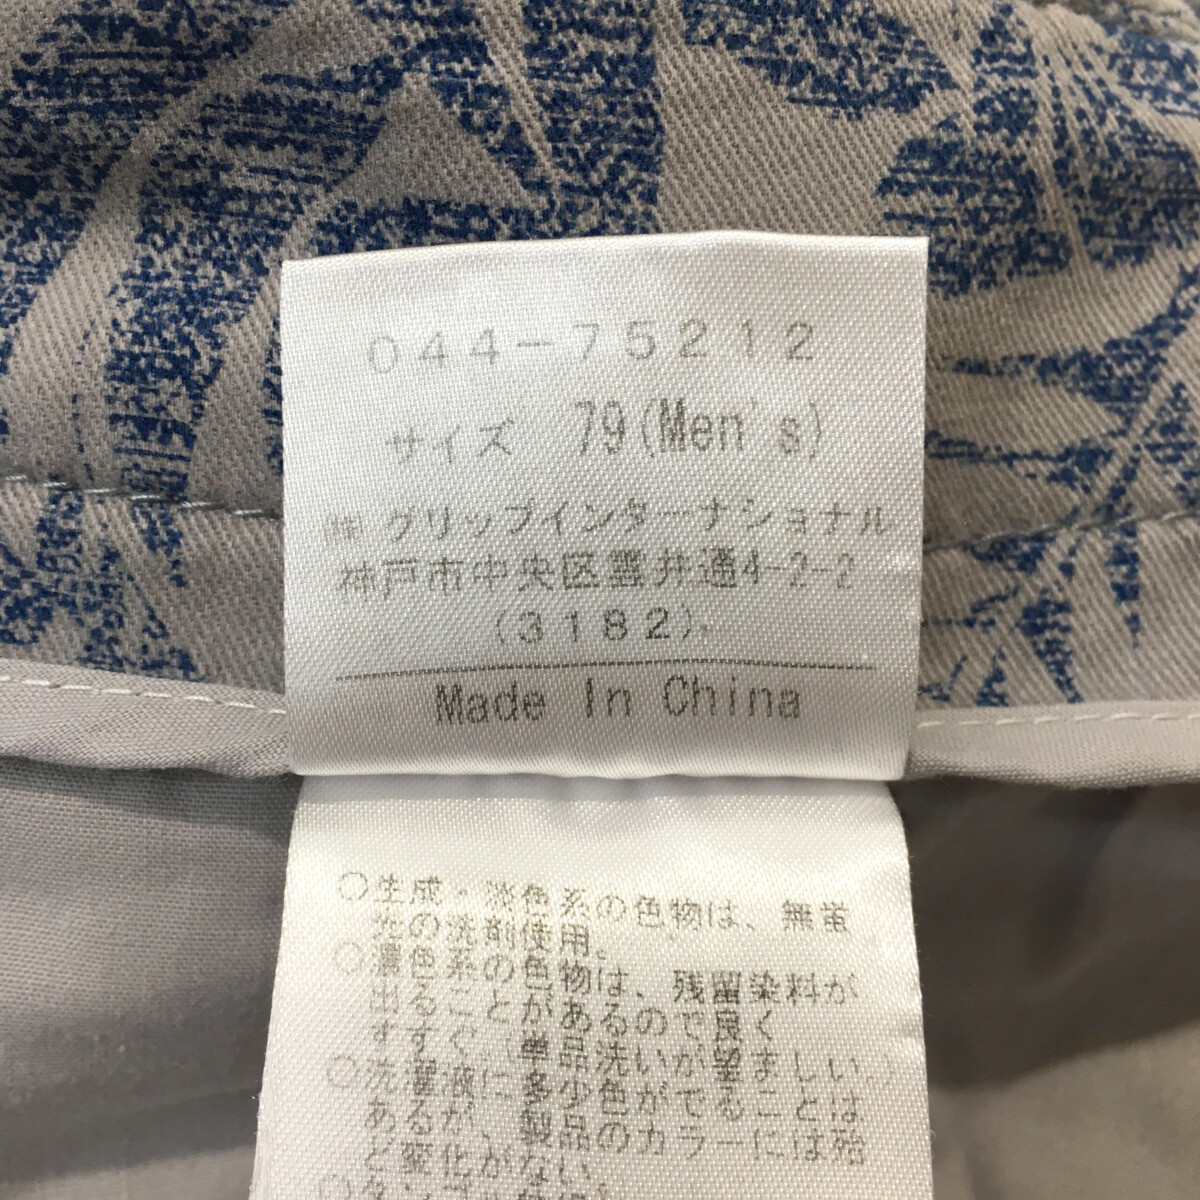 044-75212
サイズ 79(Men's)
㈱グリップインターナショナル
神戸市中央区雲井通4-2-2
(3182)
Made In China
○生成・淡色系の色物は、無蛍
光の洗剤使用。
○濃色系の色物は、残留染料が
出ることがあるので良く
すすぐ(単品洗いが望ましい)
○洗濯液に多少色がでることは
あるが、製品のカラーには殆
ど変化がない。